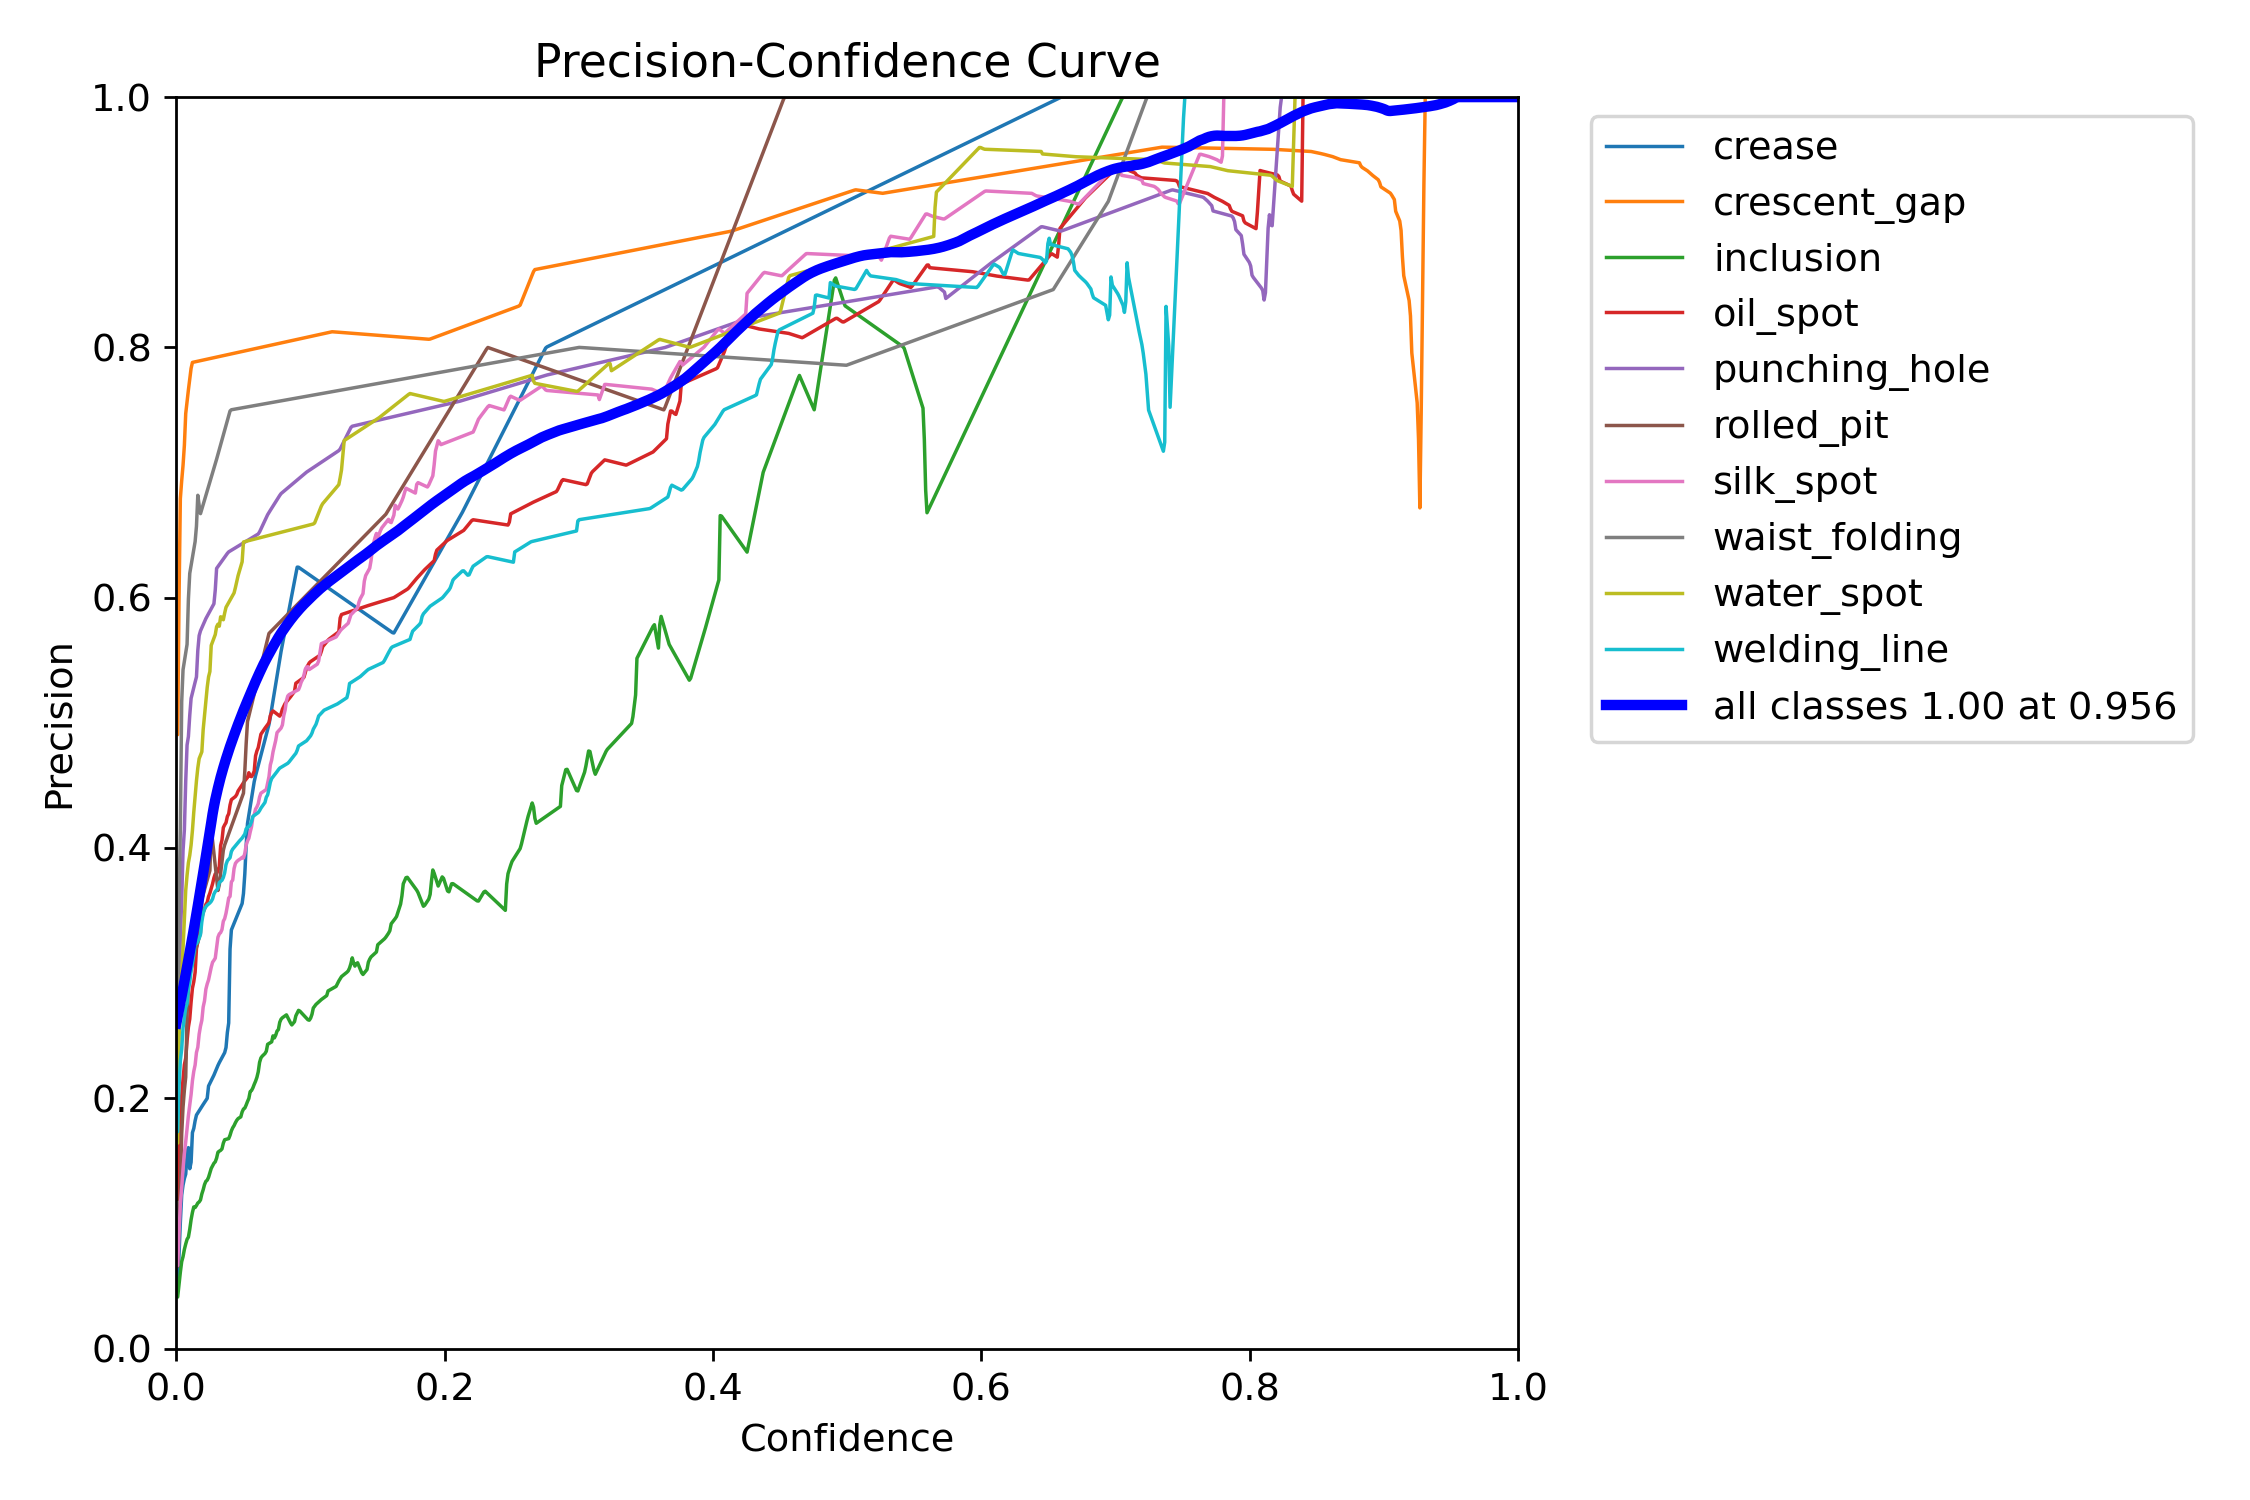 Precision-Confidence Curve
1.0
0.8
0.6
0.4
0.2
0.0
Precision
0.0 0.2 0.4 0.6 0.8 1.0
Confidence
crease
crescent_gap
inclusion
oil_spot
punching_hole
rolled_pit
silk_spot
waist_folding
water_spot
welding_line
all classes 1.00 at 0.956